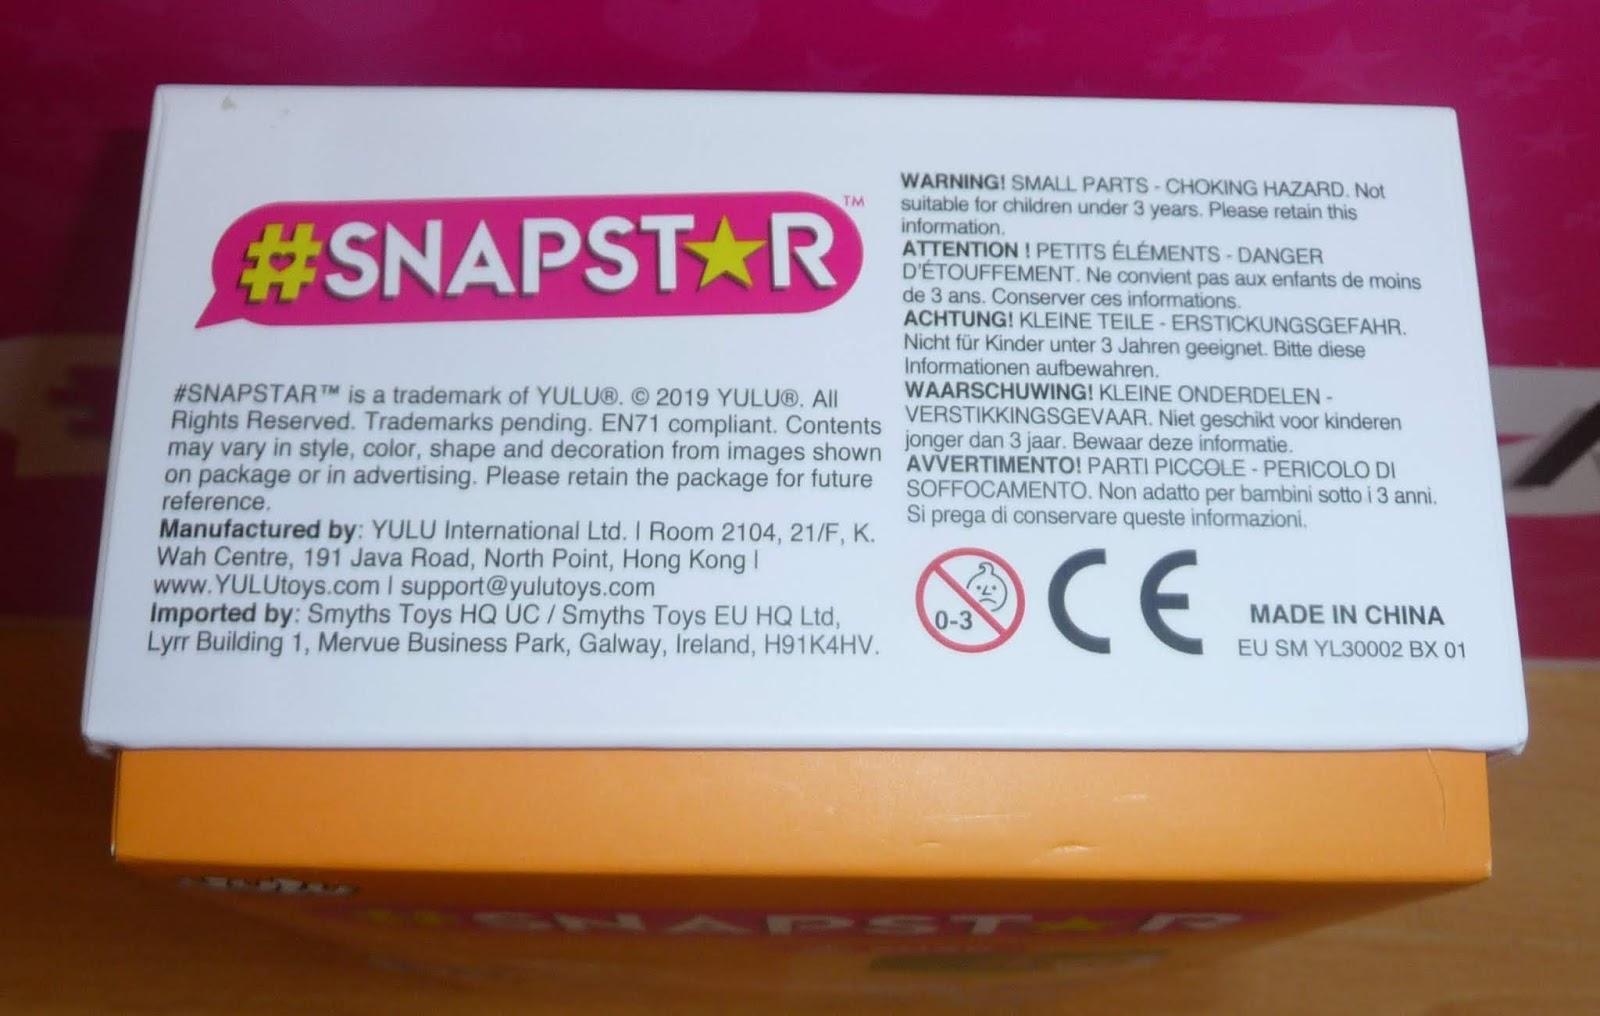 #SNAPSTAR™
#SNAPSTAR™ is a trademark of YULU®. © 2019 YULU®. All
Rights Reserved. Trademarks pending. EN71 compliant. Contents
may vary in style, color, shape and decoration from images shown
on package or in advertising. Please retain the package for future
reference.
Manufactured by: YULU International Ltd. I Room 2104, 21/F, K.
Wah Centre, 191 Java Road, North Point, Hong Kong I
www.YULUtoys.com I support@yulutoys.com
Imported by: Smyths Toys HQ UC / Smyths Toys EU HQ Ltd,
Lyrr Building 1, Mervue Business Park, Galway, Ireland, H91K4HV.
WARNING! SMALL PARTS - CHOKING HAZARD. Not
suitable for children under 3 years. Please retain this
information.
ATTENTION ! PETITS ÉLÉMENTS - DANGER
D'ÉTOUFFEMENT. Ne convient pas aux enfants de moins
de 3 ans. Conserver ces informations.
ACHTUNG! KLEINE TEILE - ERSTICKUNGSGEFAHR.
Nicht für Kinder unter 3 Jahren geeignet. Bitte diese
Informationen aufbewahren.
WAARSCHUWING! KLEINE ONDERDELEN -
VERSTIKKINGSGEVAAR. Niet geschikt voor kinderen
jonger dan 3 jaar. Bewaar deze informatie.
AVVERTIMENTO! PARTI PICCOLE - PERICOLO DI
SOFFOCAMENTO. Non adatto per bambini sotto i 3 anni.
Si prega di conservare queste informazioni.
0-3
CE
MADE IN CHINA
EU SM YL30002 BX 01
#SNAPSTAR